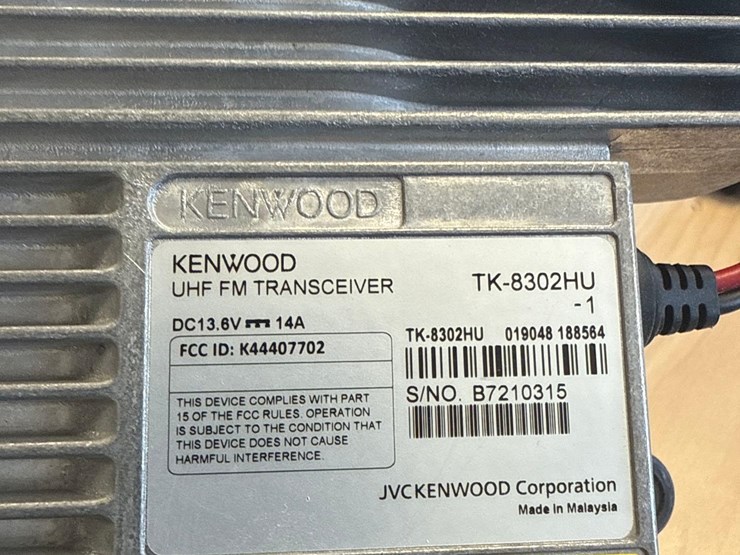 KENWOOD
KENWOOD
UHF FM TRANSCEIVER
TK-8302HU
-1
DC13.6V ⎓ 14A
FCC ID: K44407702
TK-8302HU 019048 188564
S/NO. B7210315
THIS DEVICE COMPLIES WITH PART
15 OF THE FCC RULES. OPERATION
IS SUBJECT TO THE CONDITION THAT
THIS DEVICE DOES NOT CAUSE
HARMFUL INTERFERENCE.
JVCKENWOOD Corporation
Made in Malaysia